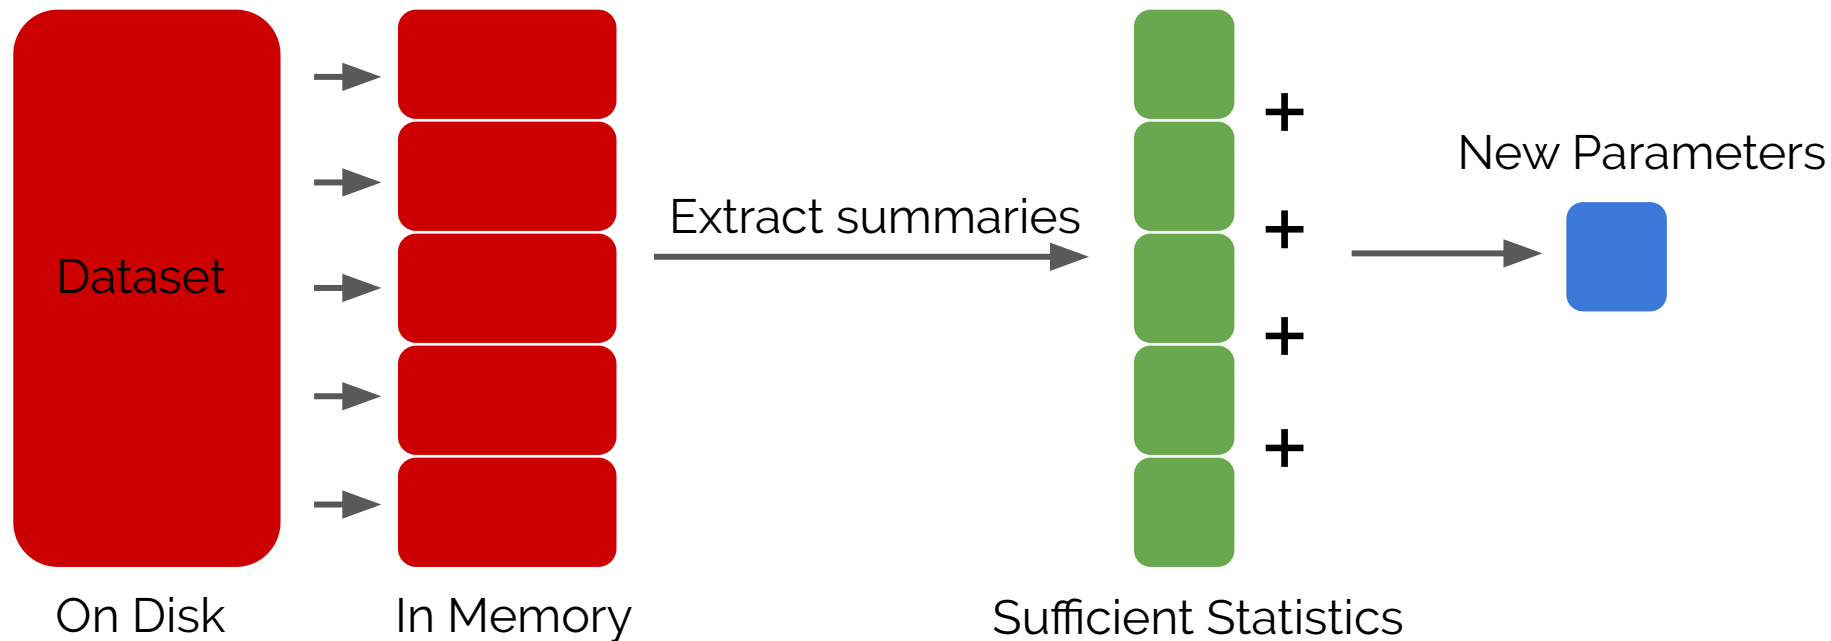 Dataset
On Disk
In Memory
Extract summaries
+
+
+
+
Sufficient Statistics
New Parameters